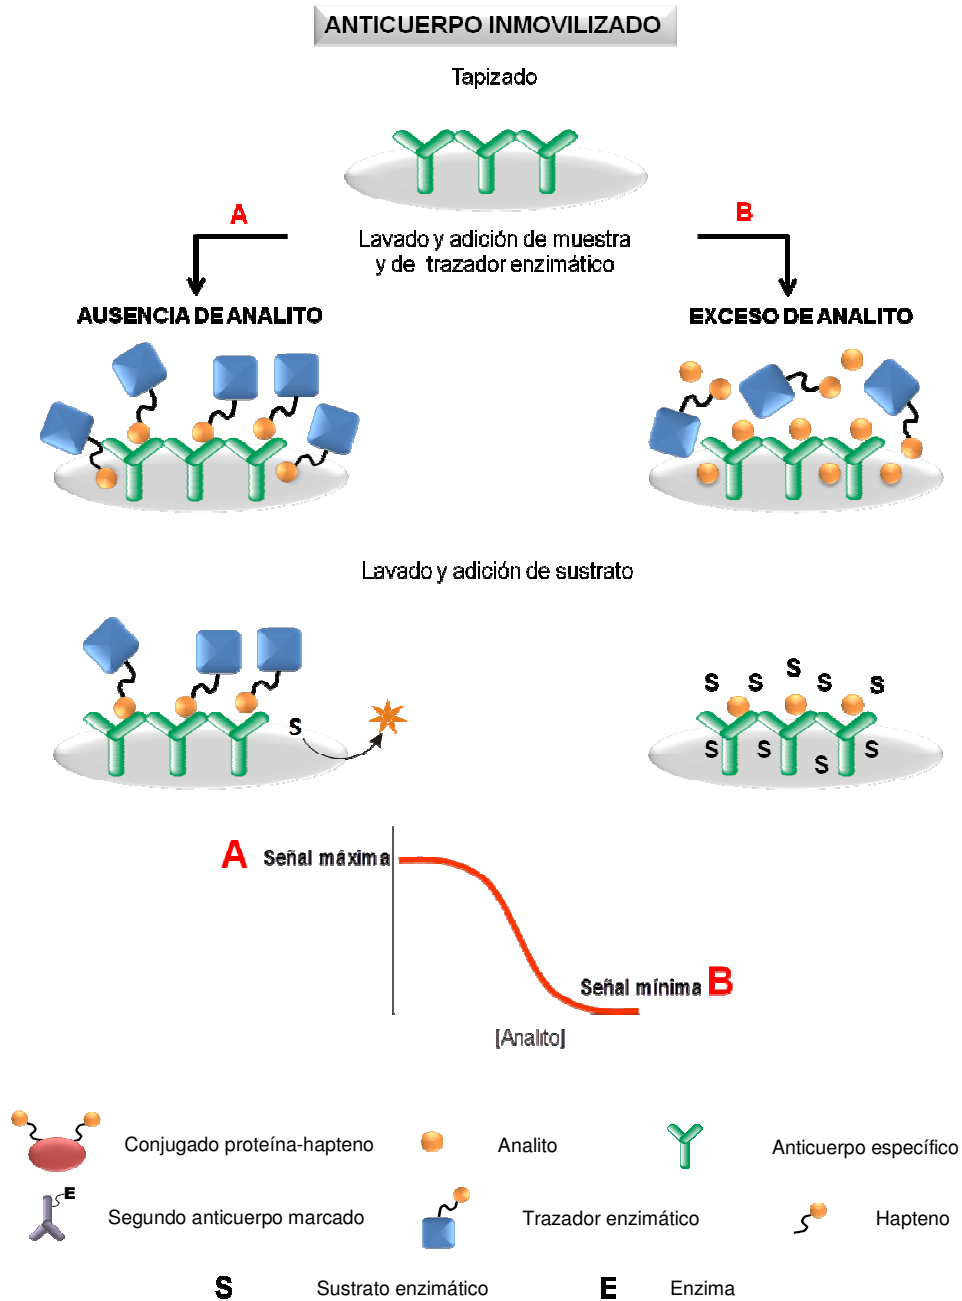 ANTICUERPO INMOVILIZADO
Tapizado
A
B
Lavado y adición de muestra
y de trazador enzimático
AUSENCIA DE ANALITO
EXCESO DE ANALITO
Lavado y adición de sustrato
S
S
S S S S
S S S S
A Señal máxima
Señal mínima B
[Analito]
Conjugado proteína-hapteno
Analito
Anticuerpo específico
E
Segundo anticuerpo marcado
Trazador enzimático
Hapteno
S Sustrato enzimático
E Enzima